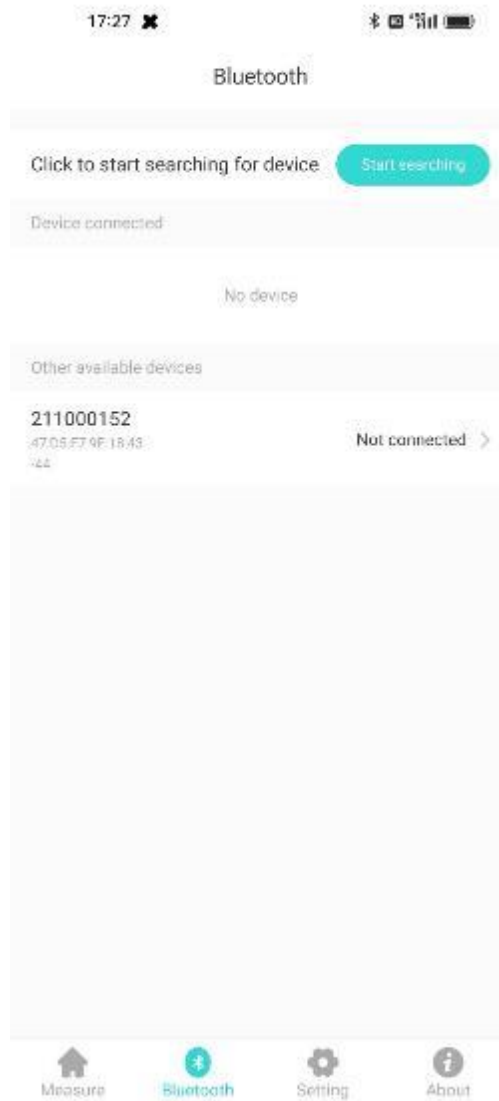 17:27
Bluetooth
Click to start searching for device
Start searching
Device connected
No device
Other available devices
211000152
47:D5:F7:9F:18:43
-44
Not connected
Measure
Bluetooth
Setting
About